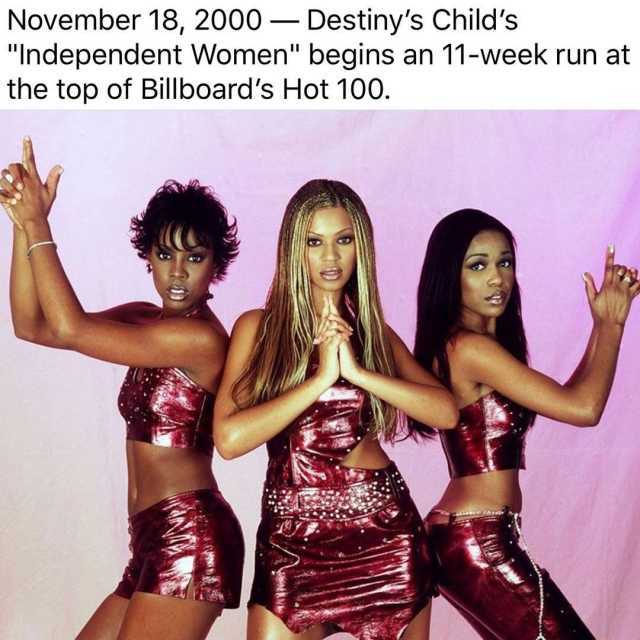 November 18, 2000 — Destiny’s Child’s
"Independent Women" begins an 11-week run at
the top of Billboard’s Hot 100.